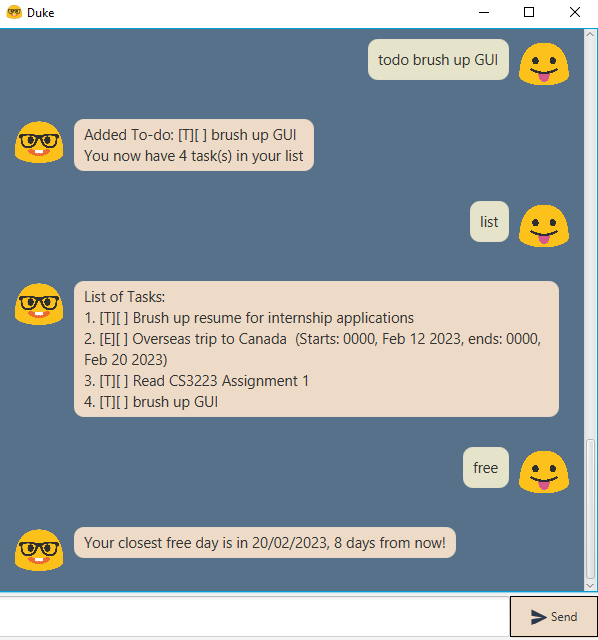 Duke
todo brush up GUI
Added To-do: [T][ ] brush up GUI
You now have 4 task(s) in your list
list
List of Tasks:
1. [T][ ] Brush up resume for internship applications
2. [E][ ] Overseas trip to Canada  (Starts: 0000, Feb 12 2023, ends: 0000,
Feb 20 2023)
3. [T][ ] Read CS3223 Assignment 1
4. [T][ ] brush up GUI
free
Your closest free day is in 20/02/2023, 8 days from now!
Send